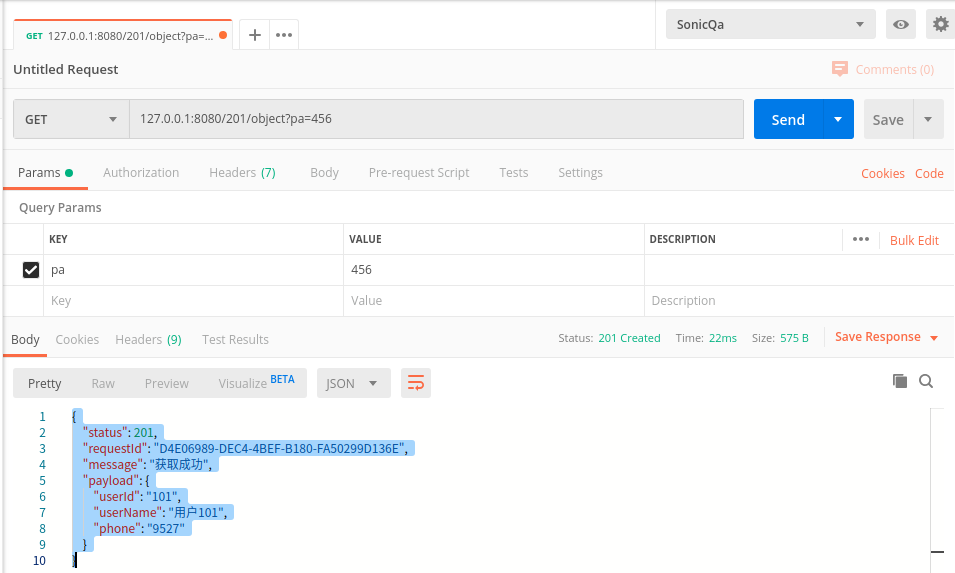 GET 127.0.0.1:8080/201/object?pa=...
SonicQa
Untitled Request
Comments (0)
GET 127.0.0.1:8080/201/object?pa=456 Send Save
Params Authorization Headers (7) Body Pre-request Script Tests Settings Cookies Code
Query Params
KEY VALUE DESCRIPTION Bulk Edit
pa 456
Key Value Description
Body Cookies Headers (9) Test Results Status: 201 Created Time: 22ms Size: 575 B Save Response
Pretty Raw Preview Visualize BETA JSON
1 {
2 "status": 201,
3 "requestId": "D4E06989-DEC4-4BEF-B180-FA50299D136E",
4 "message": "获取成功",
5 "payload": {
6 "userId": "101",
7 "userName": "用户101",
8 "phone": "9527"
9 }
10 }